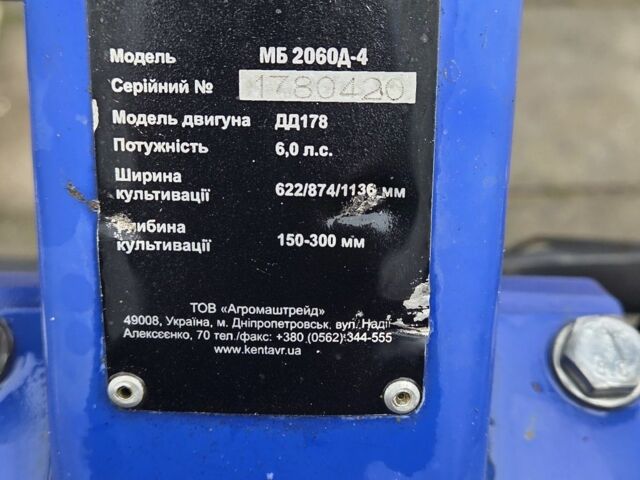 Модель МБ 2060Д-4
Серійний № 1780420
Модель двигуна ДД178
Потужність 6,0 л.с.
Ширина
культивації 622/874/1136 мм
Глибина
культивації 150-300 мм
ТОВ «Агромаштрейд»
49008, Україна, м. Дніпропетровськ, вул. Надії
Алексєєнко, 70 тел./факс: +380 (0562) 344-555
www.kentavr.ua